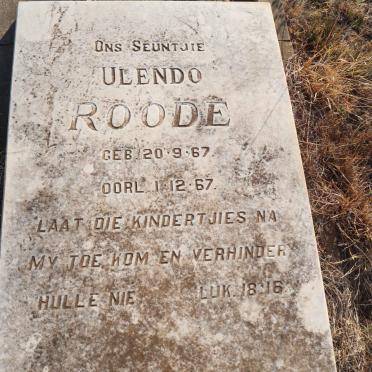 Ons Seuntjie
ULENDO
ROODE
GEB. 20·9·67.
OORL. 1·12·67.
LAAT DIE KINDERTJIES NA
MY TOE KOM EN VERHINDER
HULLE NIE LUK. 18:16